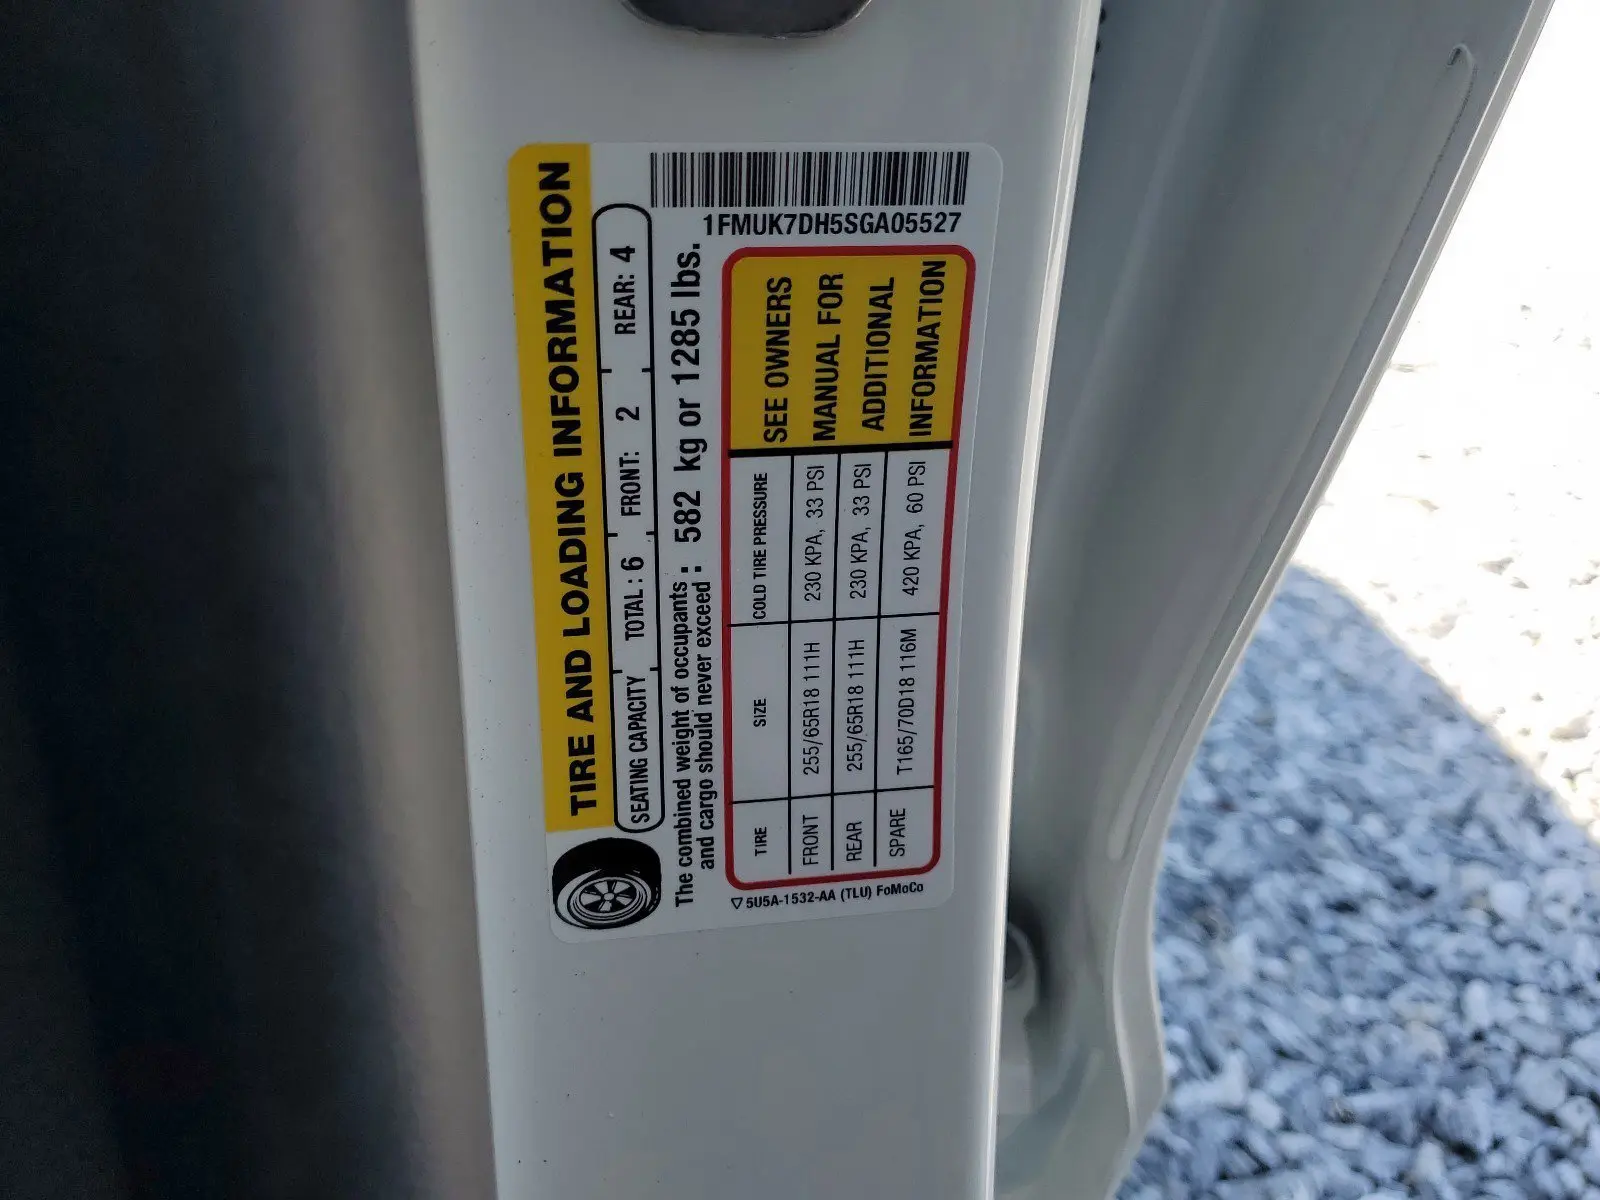 TIRE AND LOADING INFORMATION
SEATING CAPACITY TOTAL : 6 FRONT: 2 REAR: 4
The combined weight of occupants
and cargo should never exceed : 582 kg or 1285 lbs.
TIRE SIZE COLD TIRE PRESSURE
FRONT 255/65R18 111H 230 KPA, 33 PSI
REAR 255/65R18 111H 230 KPA, 33 PSI
SPARE T165/70D18 116M 420 KPA, 60 PSI
SEE OWNERS
MANUAL FOR
ADDITIONAL
INFORMATION
5U5A-1532-AA (TLU) FoMoCo
1FMUK7DH5SGA05527